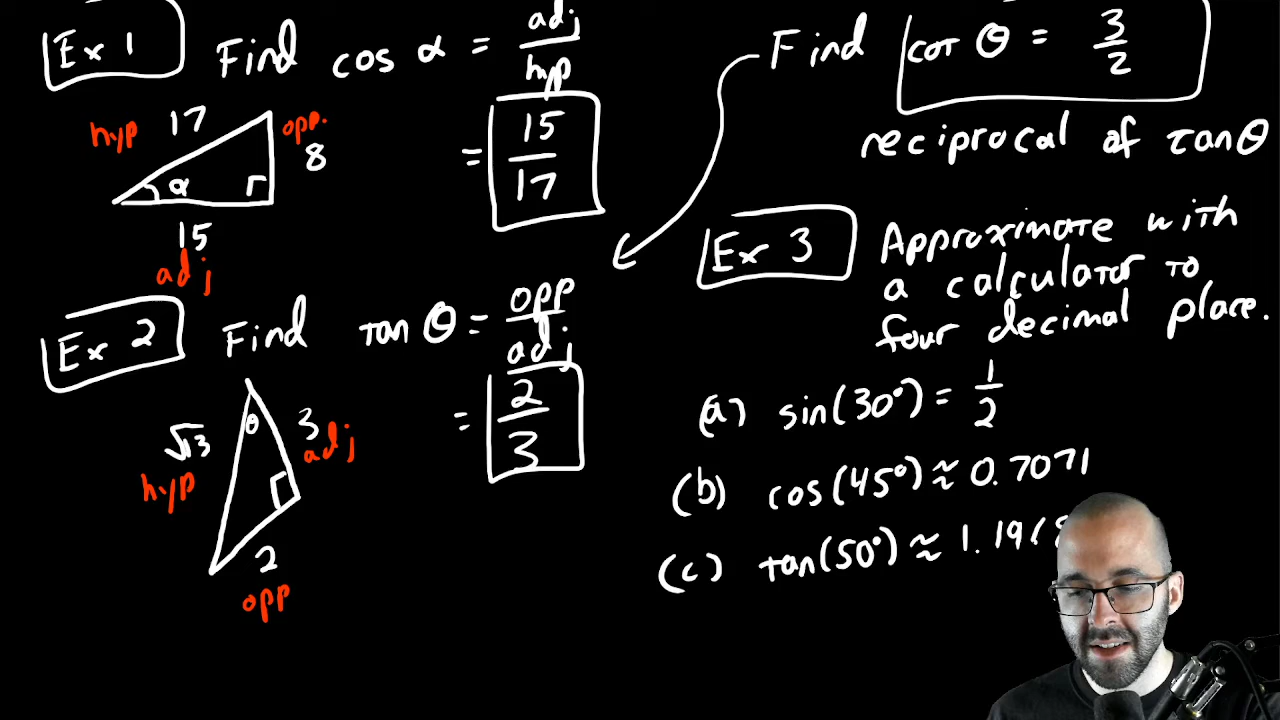 Ex 1
Find cos α = adj/hyp
= 15/17
hyp 17
opp.
8
α
15
adj
Ex 2
Find tan θ = opp/adj
= 2/3
√13
hyp
θ
3
adj
2
opp
Find cot θ = 3/2
reciprocal of tan θ
Ex 3
Approximate with
a calculator to
four decimal place.
(a) sin(30°) = 1/2
(b) cos(45°) ≈ 0.7071
(c) tan(50°) ≈ 1.191